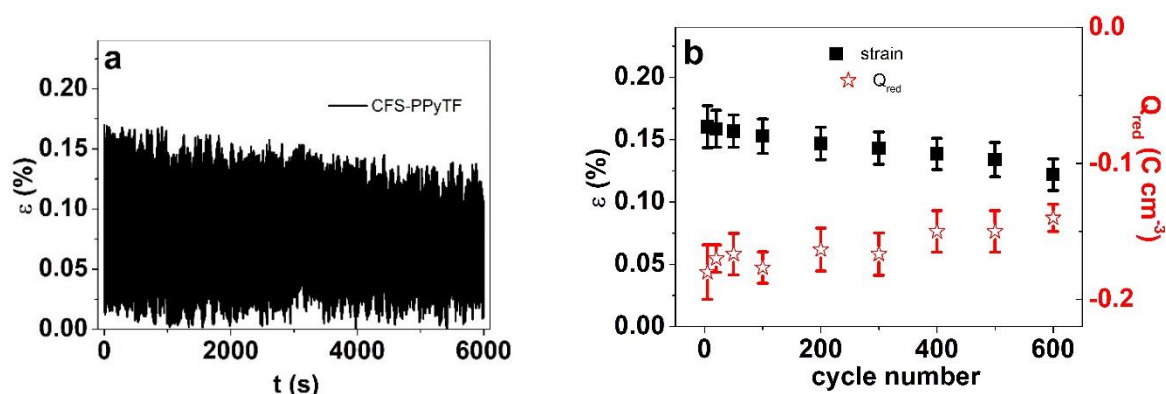 a
CFS-PPyTF
0.20
0.15
0.10
0.05
0.00
ε (%)
0 2000 4000 6000
t (s)
b
strain
Q_red
0.20
0.15
0.10
0.05
0.00
ε (%)
0 200 400 600
cycle number
0.0
-0.1
-0.2
Q_red (C cm^-3)